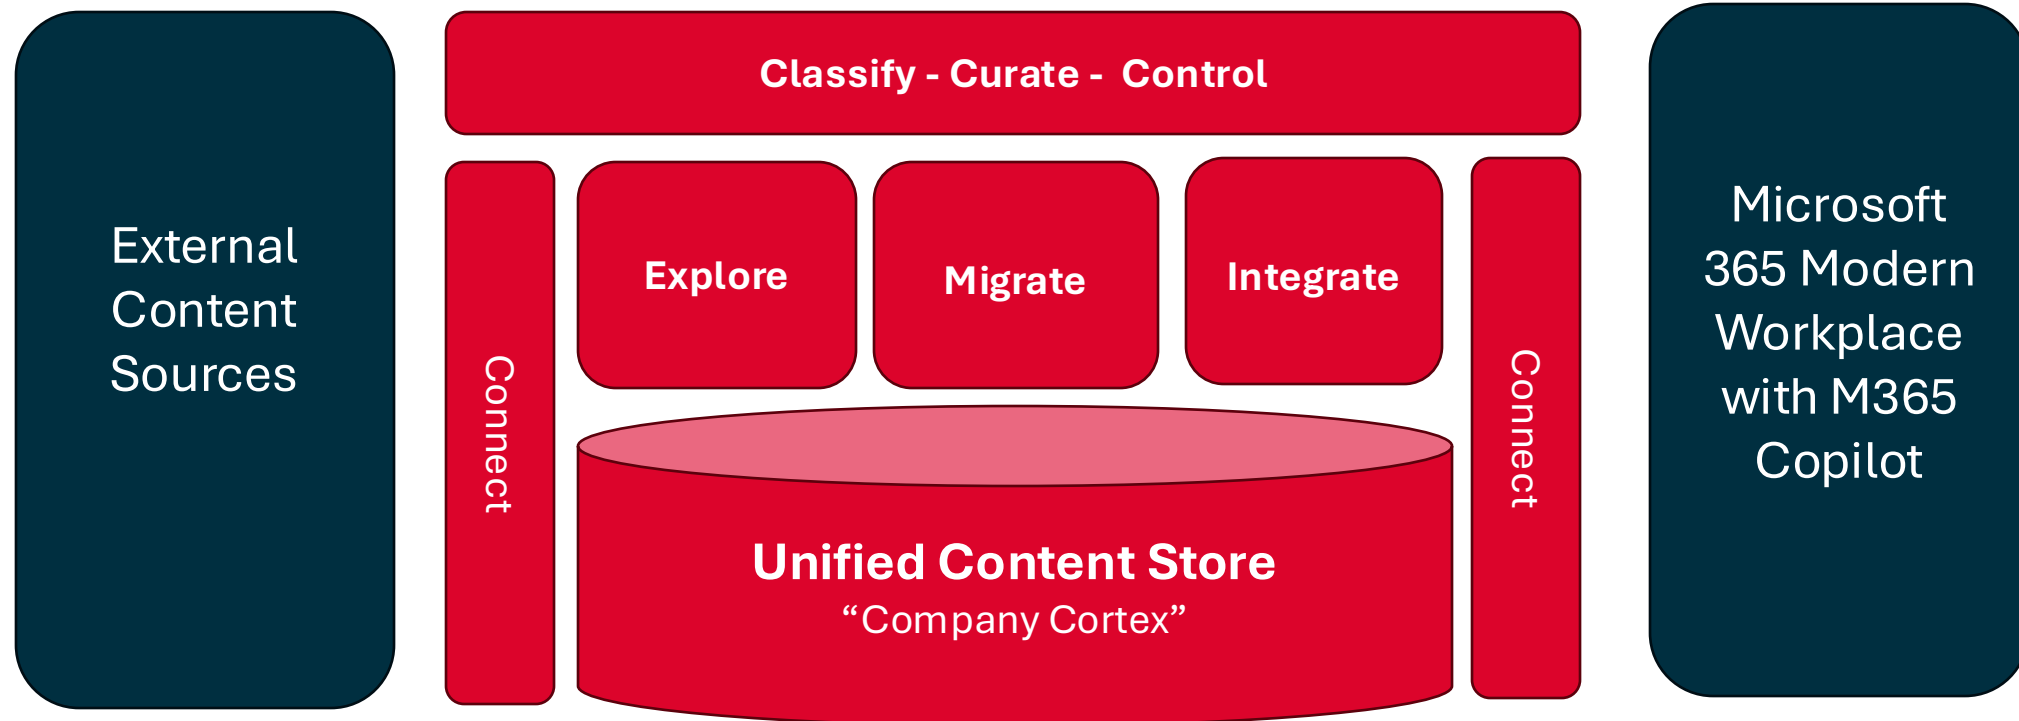 External
Content
Sources
Classify - Curate -  Control
Connect
Explore
Migrate
Integrate
Unified Content Store
“Company Cortex”
Connect
Microsoft
365 Modern
Workplace
with M365
Copilot